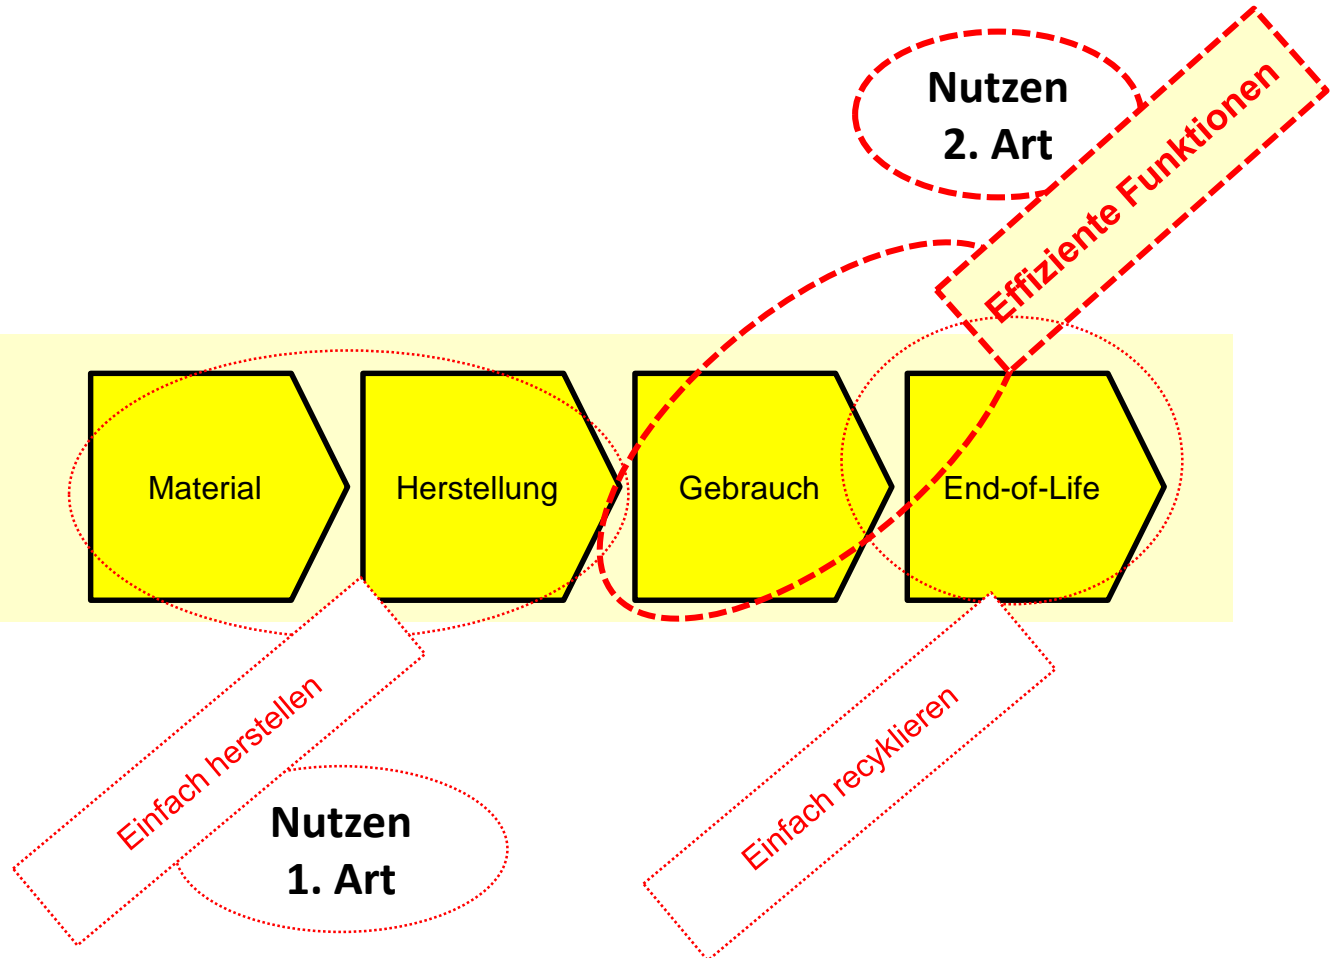 Nutzen
2. Art
Effiziente Funktionen
Material
Herstellung
Gebrauch
End-of-Life
Einfach herstellen
Einfach recyklieren
Nutzen
1. Art